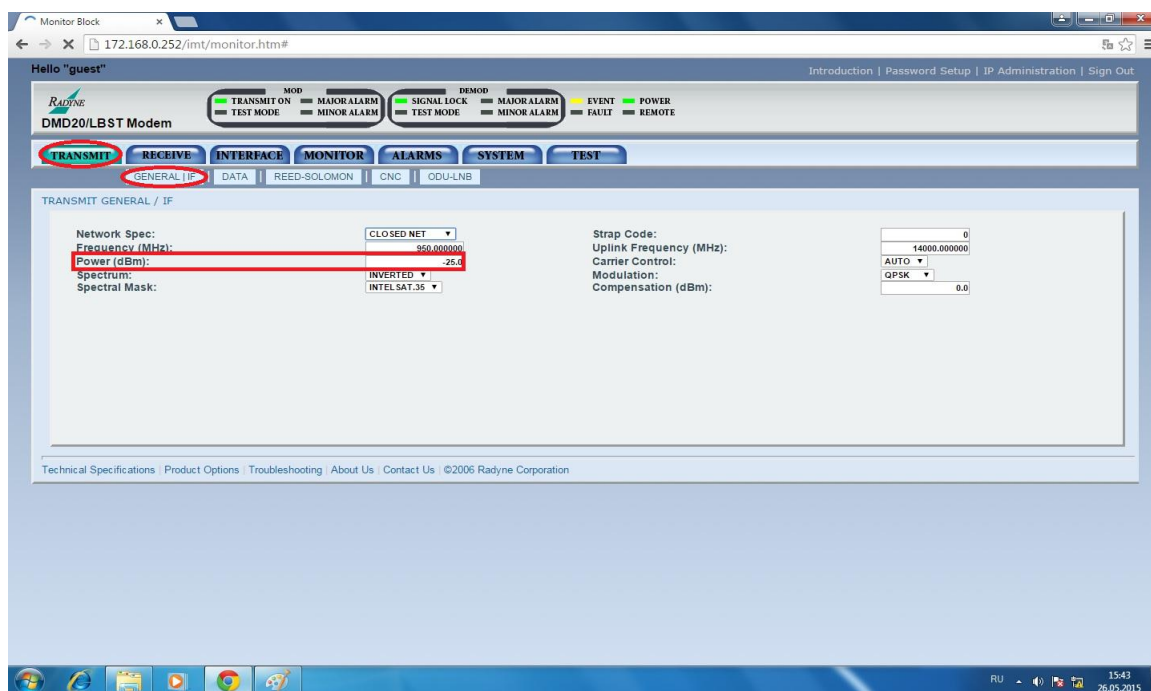 Monitor Block
172.168.0.252/imt/monitor.htm#
Hello "guest"
Introduction | Password Setup | IP Administration | Sign Out
RADYNE
DMD20/LBST Modem
MOD
TRANSMIT ON MAJOR ALARM
TEST MODE MINOR ALARM
DEMOD
SIGNAL LOCK MAJOR ALARM
TEST MODE MINOR ALARM
EVENT POWER
FAULT REMOTE
TRANSMIT RECEIVE INTERFACE MONITOR ALARMS SYSTEM TEST
GENERAL | IF | DATA | REED-SOLOMON | CNC | ODU-LNB
TRANSMIT GENERAL / IF
Network Spec: CLOSED NET Strap Code: 0
Frequency (MHz): 950.000000 Uplink Frequency (MHz): 14000.000000
Power (dBm): -25.0 Carrier Control: AUTO
Spectrum: INVERTED Modulation: QPSK
Spectral Mask: INTELSAT.35 Compensation (dBm): 0.0
Technical Specifications | Product Options | Troubleshooting | About Us | Contact Us | ©2006 Radyne Corporation
RU 15:43
26.05.2015